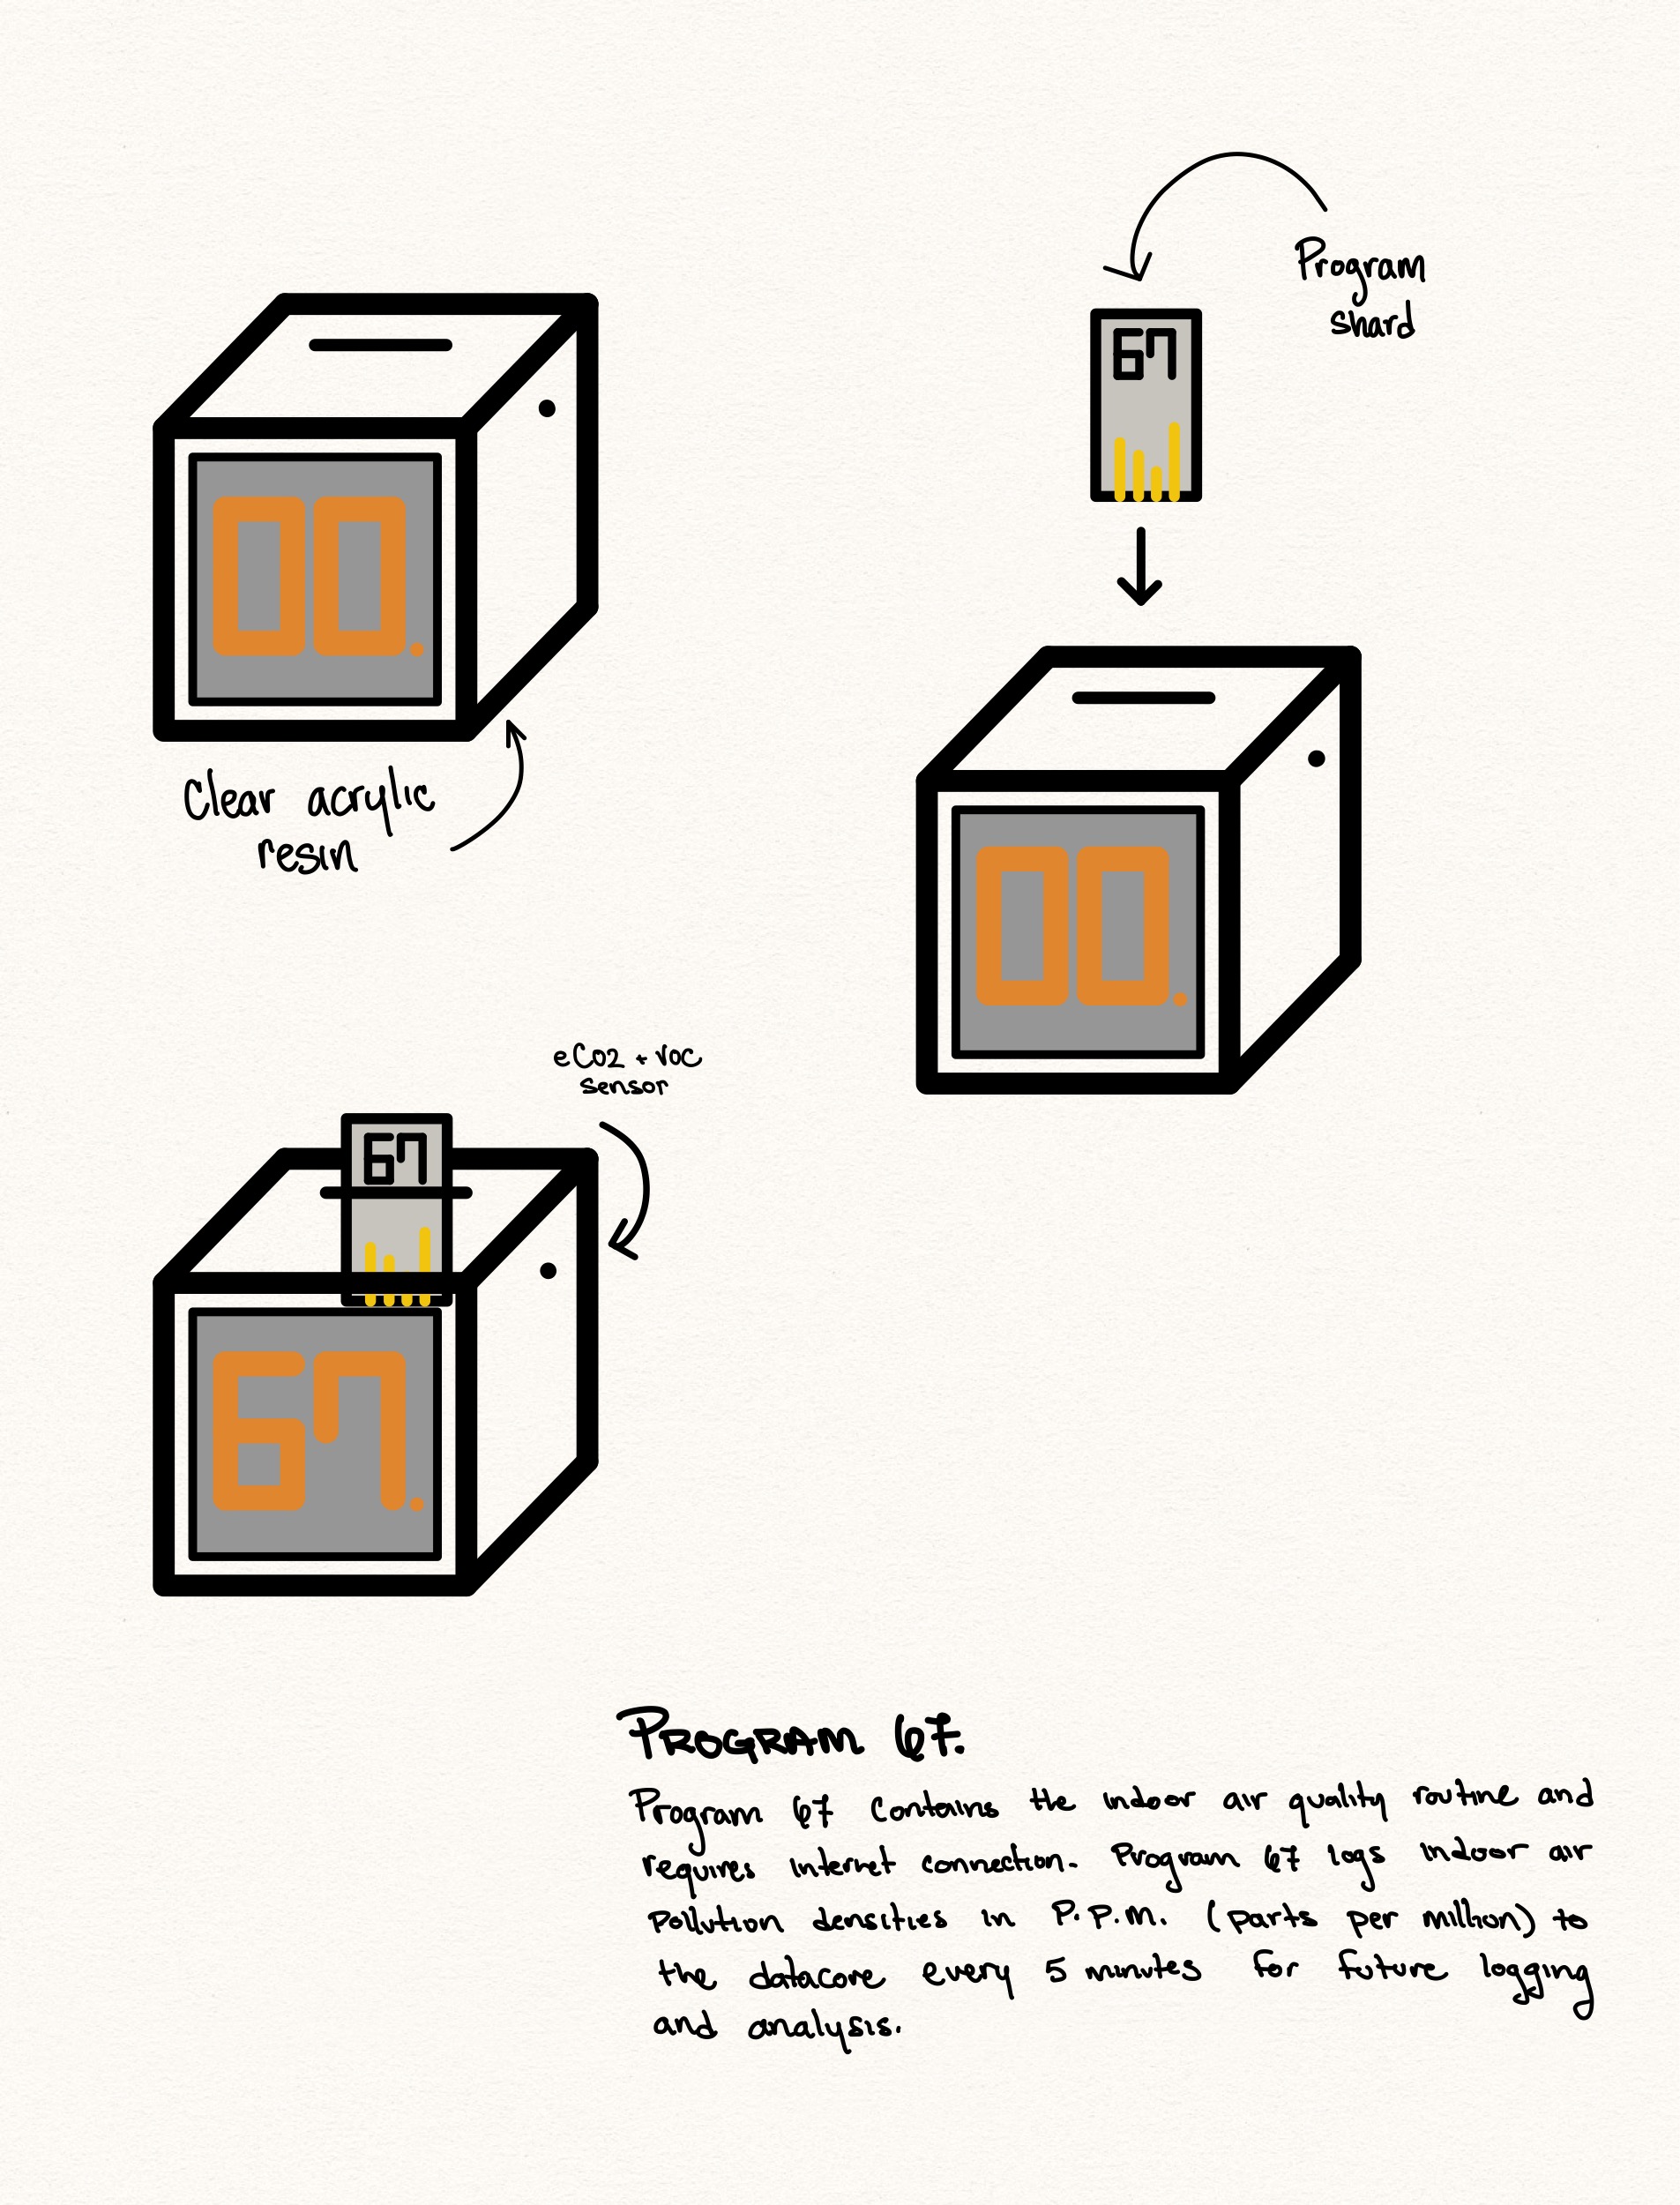 Program
shard
67
00.
Clear acrylic
resin
00.
eCO2 + VOC
sensor
67
67.
PROGRAM 67.
Program 67 contains the indoor air quality routine and
requires internet connection. Program 67 logs indoor air
pollution densities in P.P.M. (parts per million) to
the datacore every 5 minutes for future logging
and analysis.